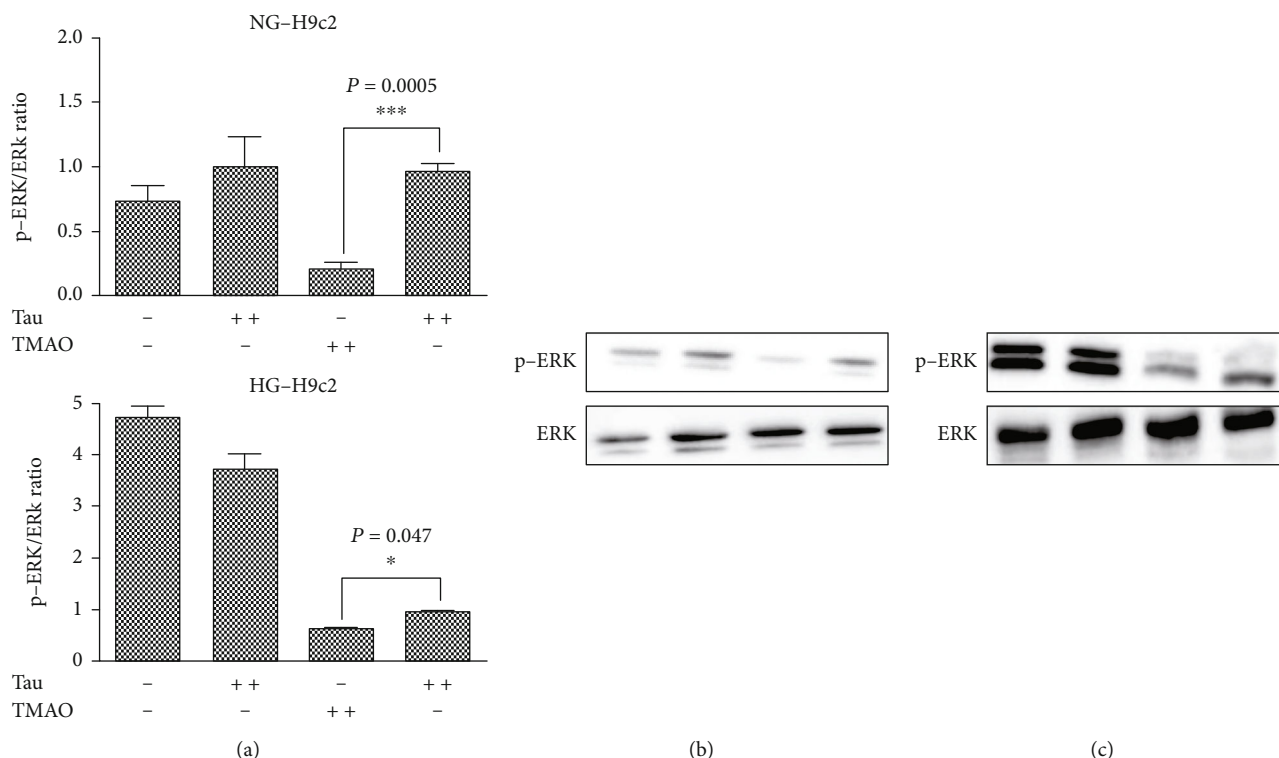 NG–H9c2
2.0
1.5
1.0
0.5
0.0
p–ERK/ERk ratio
P = 0.0005
***
Tau – + + – + +
TMAO – – + + –
HG–H9c2
5
4
3
2
1
0
p–ERK/ERk ratio
P = 0.047
*
Tau – + + – + +
TMAO – – + + –
(a)
p–ERK
ERK
(b)
p–ERK
ERK
(c)